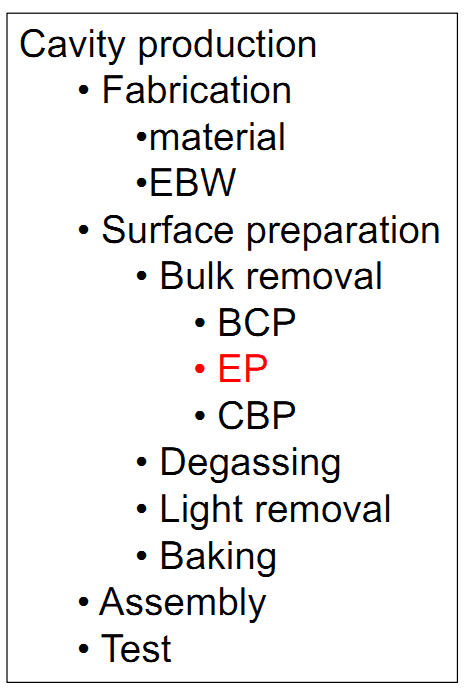 Cavity production
• Fabrication
•material
•EBW
• Surface preparation
• Bulk removal
• BCP
• EP
• CBP
• Degassing
• Light removal
• Baking
• Assembly
• Test